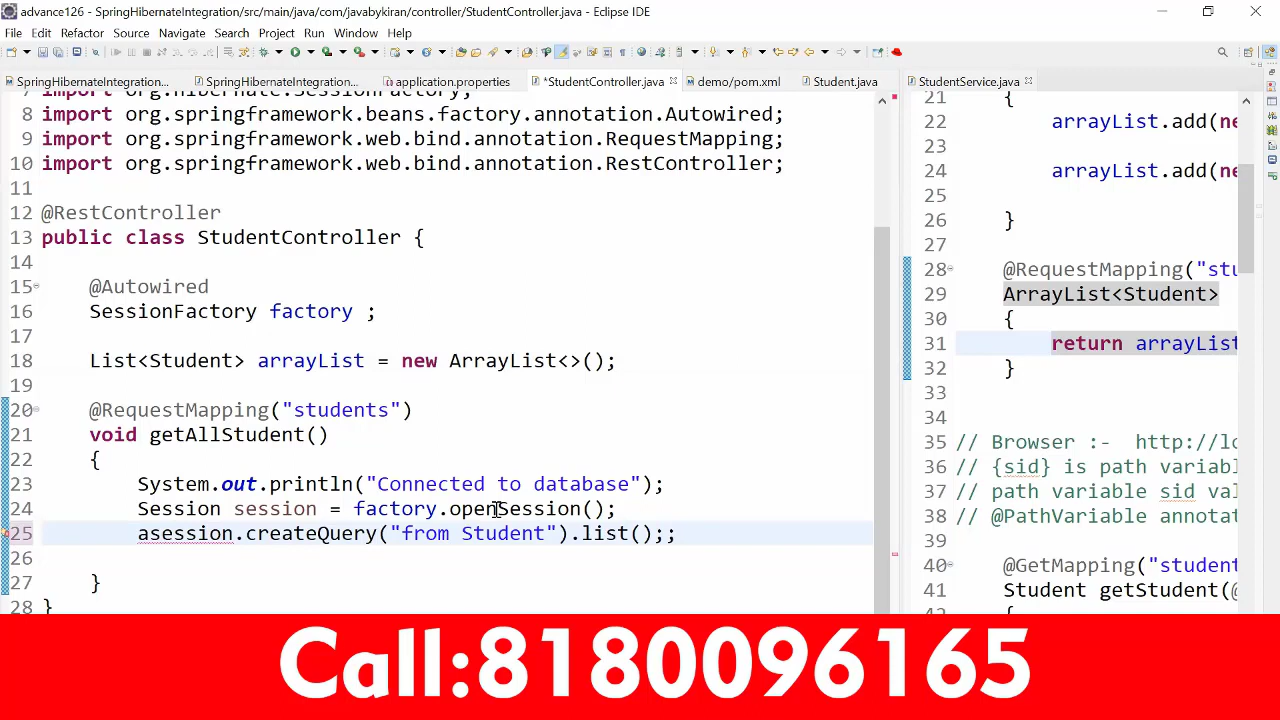 advance126 - SpringHibernateIntegration/src/main/java/com/javabykiran/controller/StudentController.java - Eclipse IDE
File Edit Refactor Source Navigate Search Project Run Window Help
SpringHibernateIntegration... SpringHibernateIntegration... application.properties *StudentController.java demo/pom.xml Student.java StudentService.java
import org.hibernate.SessionFactory;
8 import org.springframework.beans.factory.annotation.Autowired;
9 import org.springframework.web.bind.annotation.RequestMapping;
10 import org.springframework.web.bind.annotation.RestController;
11
12 @RestController
13 public class StudentController {
14
15 @Autowired
16 SessionFactory factory ;
17
18 List<Student> arrayList = new ArrayList<>();
19
20 @RequestMapping("students")
21 void getAllStudent()
22 {
23 System.out.println("Connected to database");
24 Session session = factory.openSession();
25 asession.createQuery("from Student").list();;
26
27 }
28 }
21 {
22 arrayList.add(ne
23
24 arrayList.add(ne
25
26 }
27
28 @RequestMapping("stu
29 ArrayList<Student>
30 {
31 return arrayList
32 }
33
34
35 // Browser :- http://lo
36 // {sid} is path variab
37 // path variable sid val
38 // @PathVariable annotat
39
40 @GetMapping("student
41 Student getStudent(@
Call:8180096165